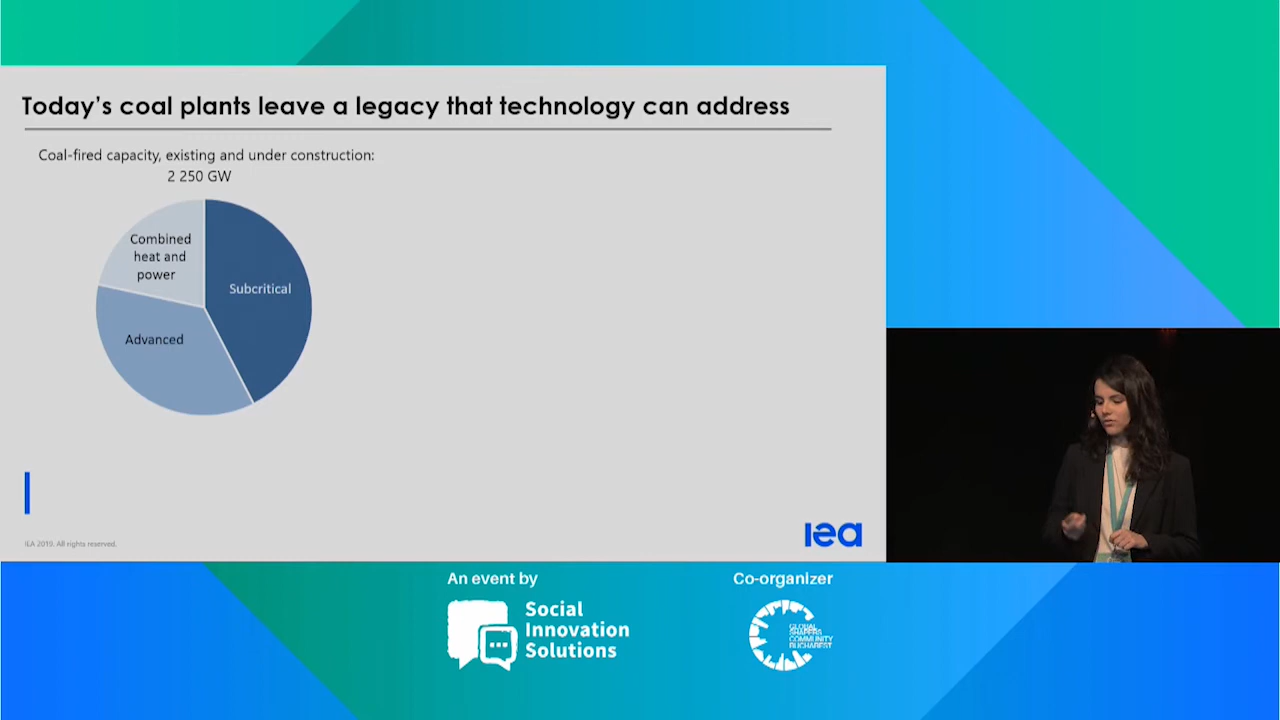 Today's coal plants leave a legacy that technology can address
Coal-fired capacity, existing and under construction:
2 250 GW
Combined
heat and
power
Subcritical
Advanced
IEA 2019. All rights reserved.
iea
An event by
Social
Innovation
Solutions
Co-organizer
GLOBAL
SHAPERS
COMMUNITY
BUCHAREST